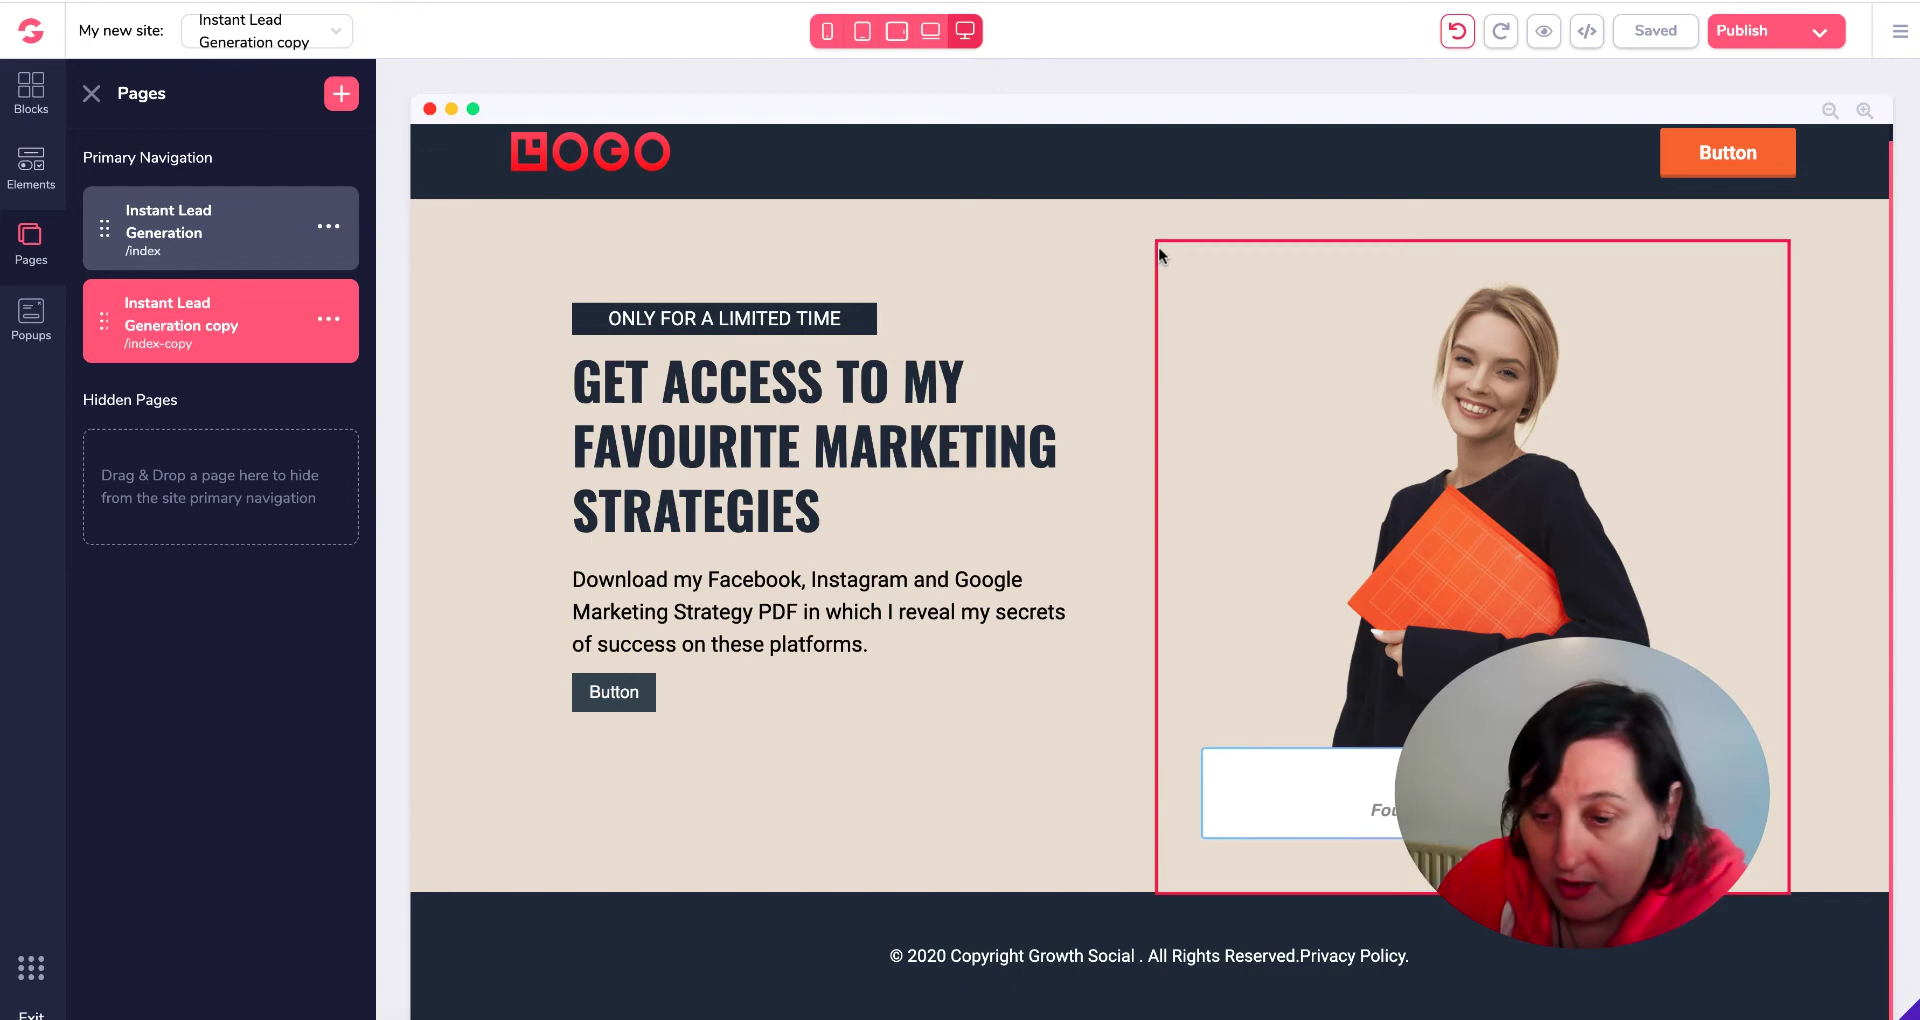 My new site:
Instant Lead
Generation copy
Saved
Publish
Blocks
Elements
Pages
Popups
Exit
Pages
Primary Navigation
Instant Lead
Generation
/index
Instant Lead
Generation copy
/index-copy
Hidden Pages
Drag & Drop a page here to hide
from the site primary navigation
LOGO
Button
ONLY FOR A LIMITED TIME
GET ACCESS TO MY
FAVOURITE MARKETING
STRATEGIES
Download my Facebook, Instagram and Google
Marketing Strategy PDF in which I reveal my secrets
of success on these platforms.
Button
© 2020 Copyright Growth Social . All Rights Reserved.Privacy Policy.